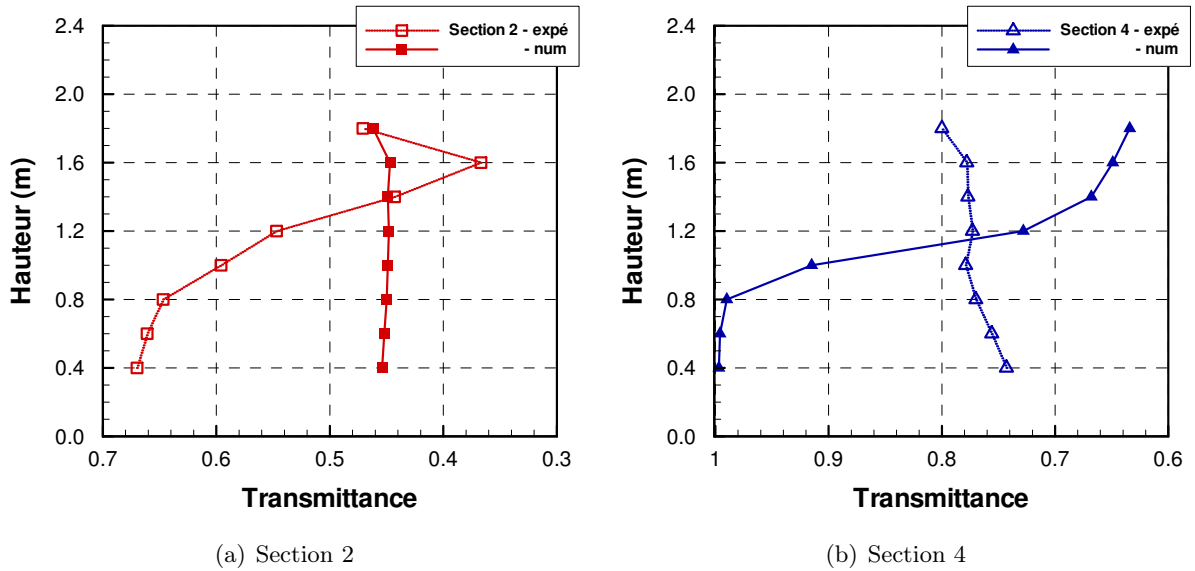 Section 2 - expé
- num
2.4
2.0
1.6
1.2
0.8
0.4
0.0
Hauteur (m)
0.7 0.6 0.5 0.4 0.3
Transmittance
(a) Section 2
Section 4 - expé
- num
2.4
2.0
1.6
1.2
0.8
0.4
0.0
Hauteur (m)
1 0.9 0.8 0.7 0.6
Transmittance
(b) Section 4